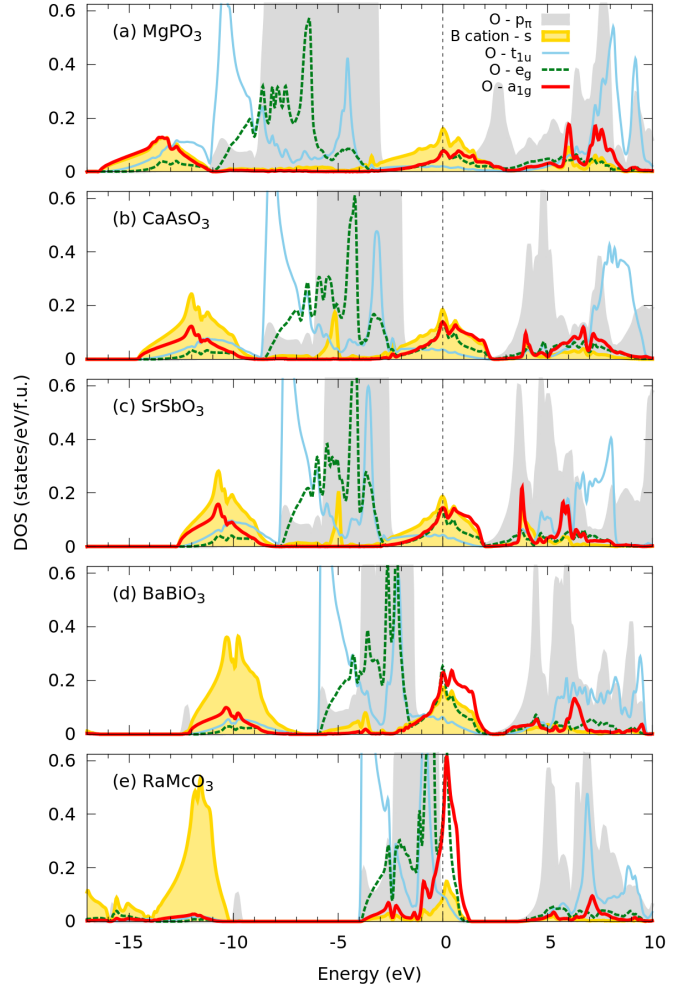 0.6
0.4
0.2
0
(a) MgPO₃
O - pπ
B cation - s
O - t₁ᵤ
O - e_g
O - a₁g
0.6
0.4
0.2
0
(b) CaAsO₃
0.6
0.4
0.2
0
(c) SrSbO₃
DOS (states/eV/f.u.)
0.6
0.4
0.2
0
(d) BaBiO₃
0.6
0.4
0.2
0
(e) RaMcO₃
-15 -10 -5 0 5 10
Energy (eV)